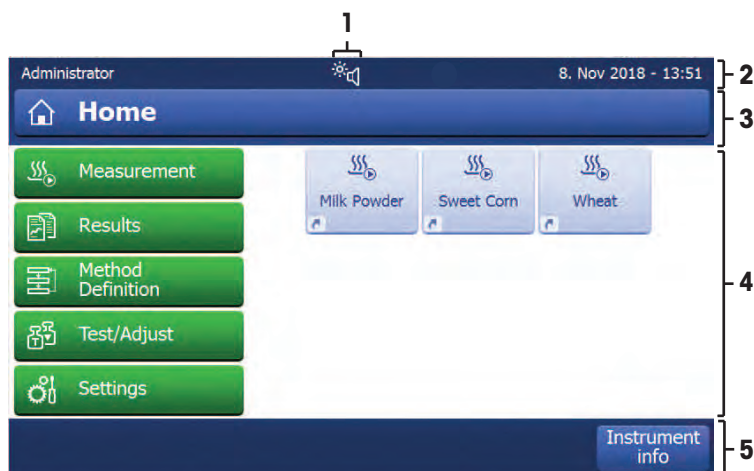 1
Administrator 8. Nov 2018 - 13:51 2
Home 3
Measurement
Results
Method
Definition
Test/Adjust
Settings
Milk Powder Sweet Corn Wheat
4
Instrument
info
5